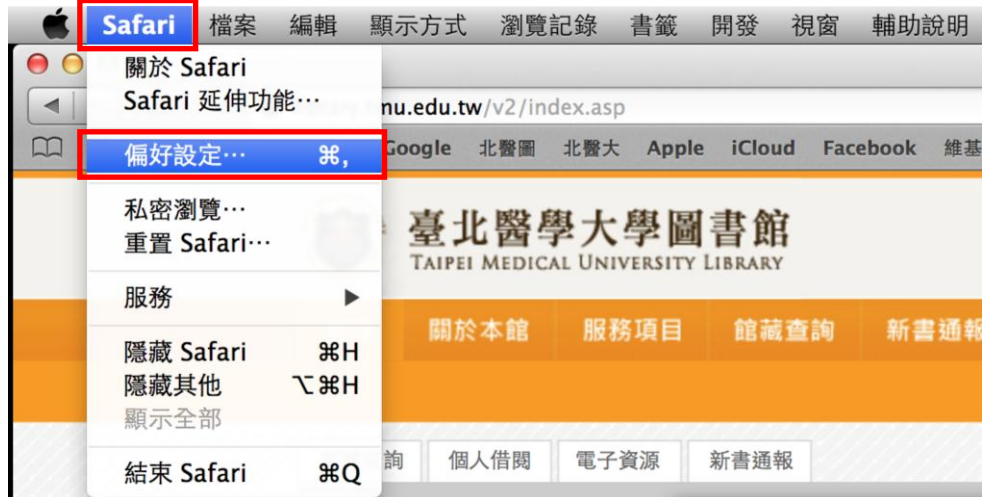 Safari 檔案 編輯 顯示方式 瀏覽記錄 書籤 開發 視窗 輔助說明
關於 Safari
Safari 延伸功能…
偏好設定… ⌘,
私密瀏覽…
重置 Safari…
服務 ▶
隱藏 Safari ⌘H
隱藏其他 ⌥⌘H
顯示全部
結束 Safari ⌘Q
mu.edu.tw/v2/index.asp
Google 北醫圖 北醫大 Apple iCloud Facebook 維基
臺北醫學大學圖書館
TAIPEI MEDICAL UNIVERSITY LIBRARY
關於本館 服務項目 館藏查詢 新書通報
詢 個人借閱 電子資源 新書通報